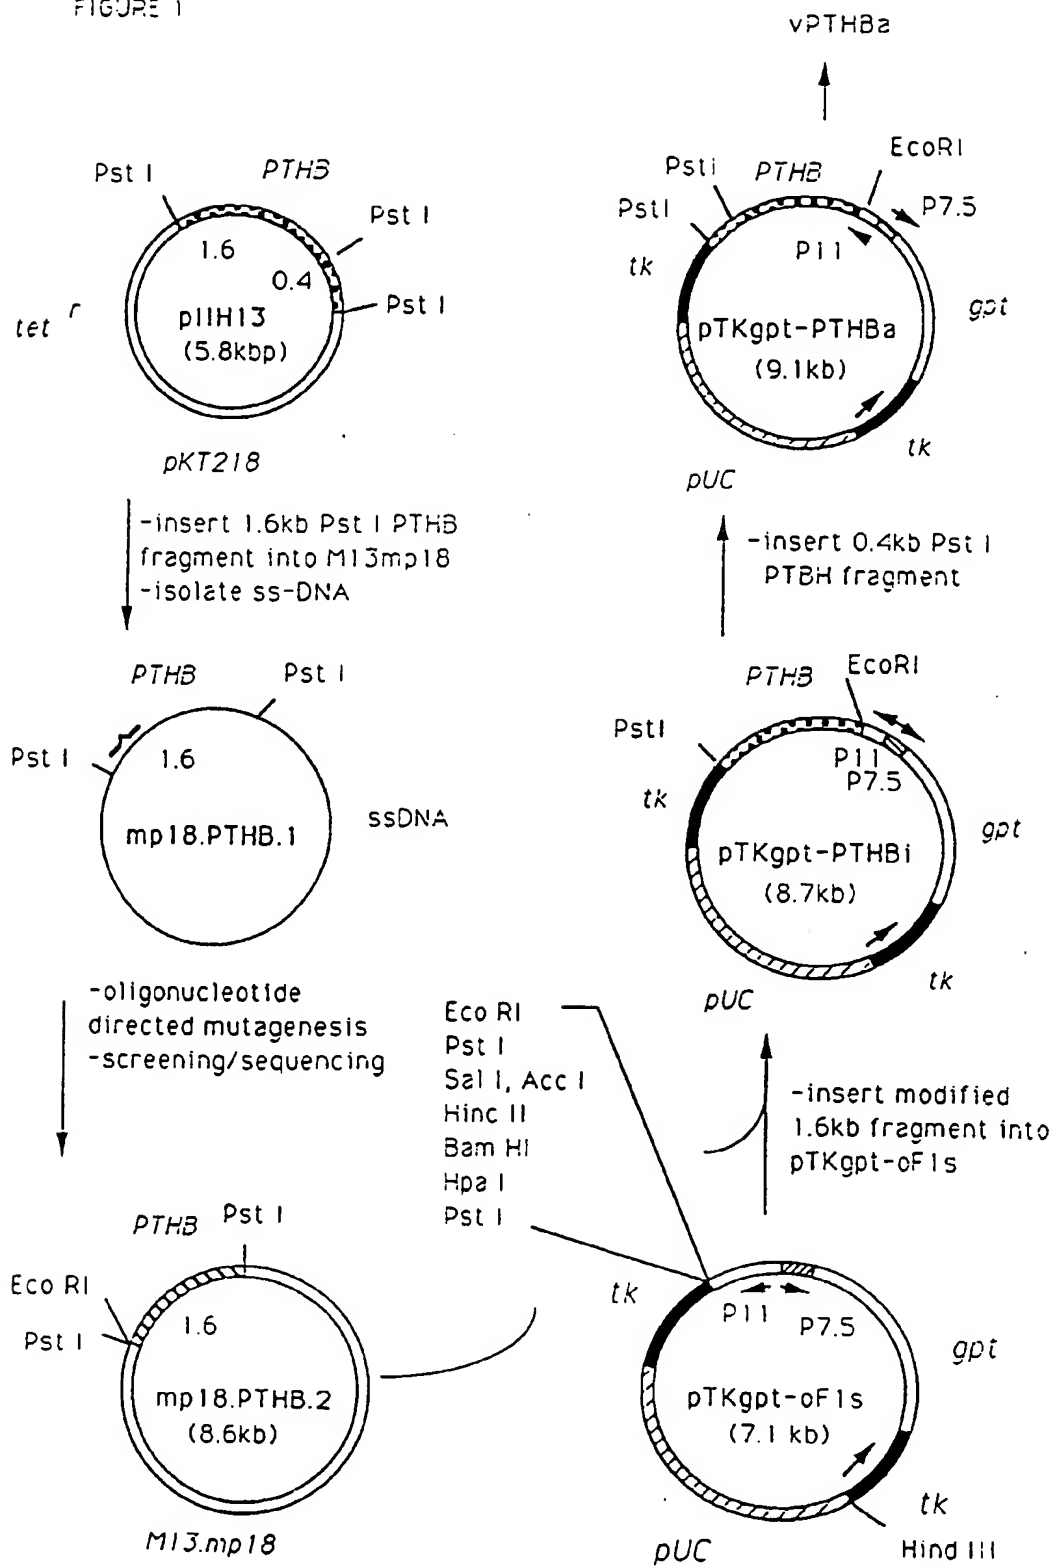 FIGURE 1
vPTHBa
Pst I
PTHB
Pst I
1.6
0.4
Pst I
tet r
pIIH13
(5.8kbp)
pKT218
-insert 1.6kb Pst I PTHB
fragment into M13mp18
-isolate ss-DNA
PTHB
Pst I
Pst I
1.6
mp18.PTHB.1
ssDNA
-oligonucleotide
directed mutagenesis
-screening/sequencing
PTHB
Pst I
Eco RI
Pst I
1.6
mp18.PTHB.2
(8.6kb)
M13.mp18
Eco RI
Pst I
Sal I, Acc I
Hinc II
Bam HI
Hpa I
Pst I
tk
P11
P7.5
gpt
pTKgpt-oF1s
(7.1 kb)
tk
Hind III
pUC
-insert modified
1.6kb fragment into
pTKgpt-oF1s
PTHB
EcoRI
PstI
P11
P7.5
tk
gpt
pTKgpt-PTHBi
(8.7kb)
tk
pUC
-insert 0.4kb Pst I
PTBH fragment
EcoRI
PstI
PTHB
PstI
P7.5
P11
tk
gpt
pTKgpt-PTHBa
(9.1kb)
tk
pUC